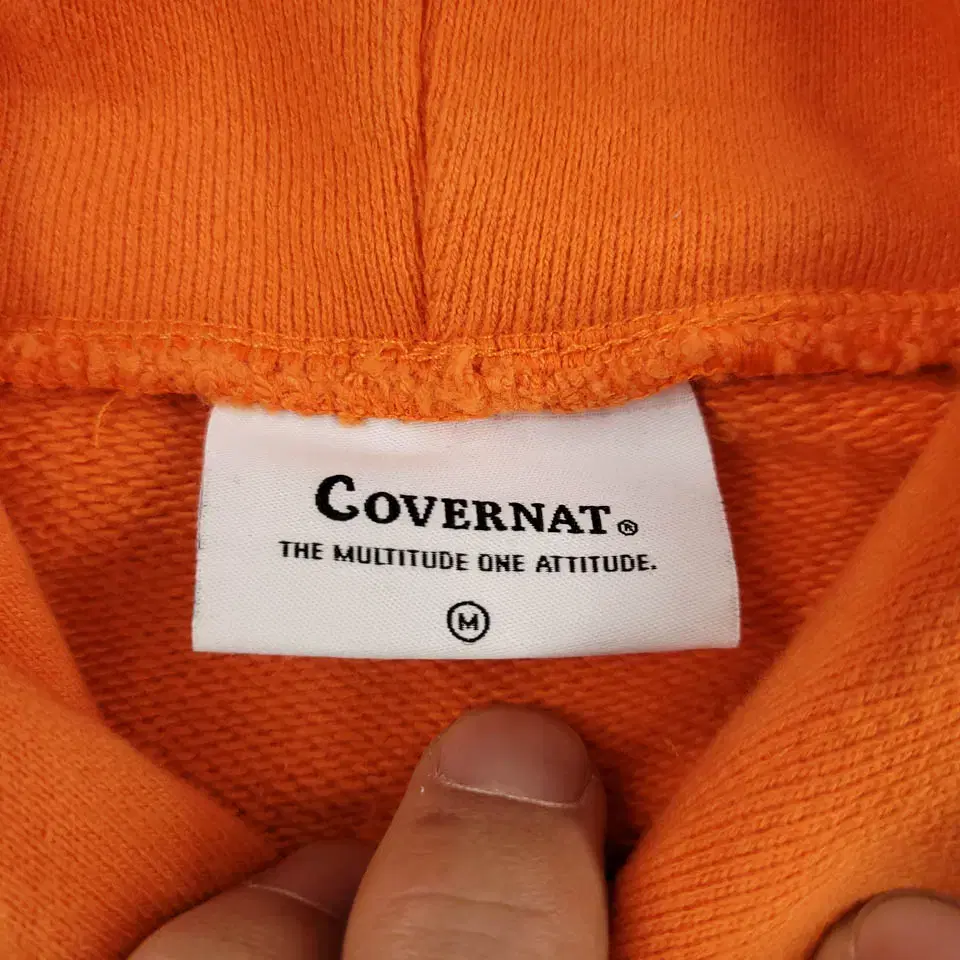 COVERNAT®
THE MULTITUDE ONE ATTITUDE.
M